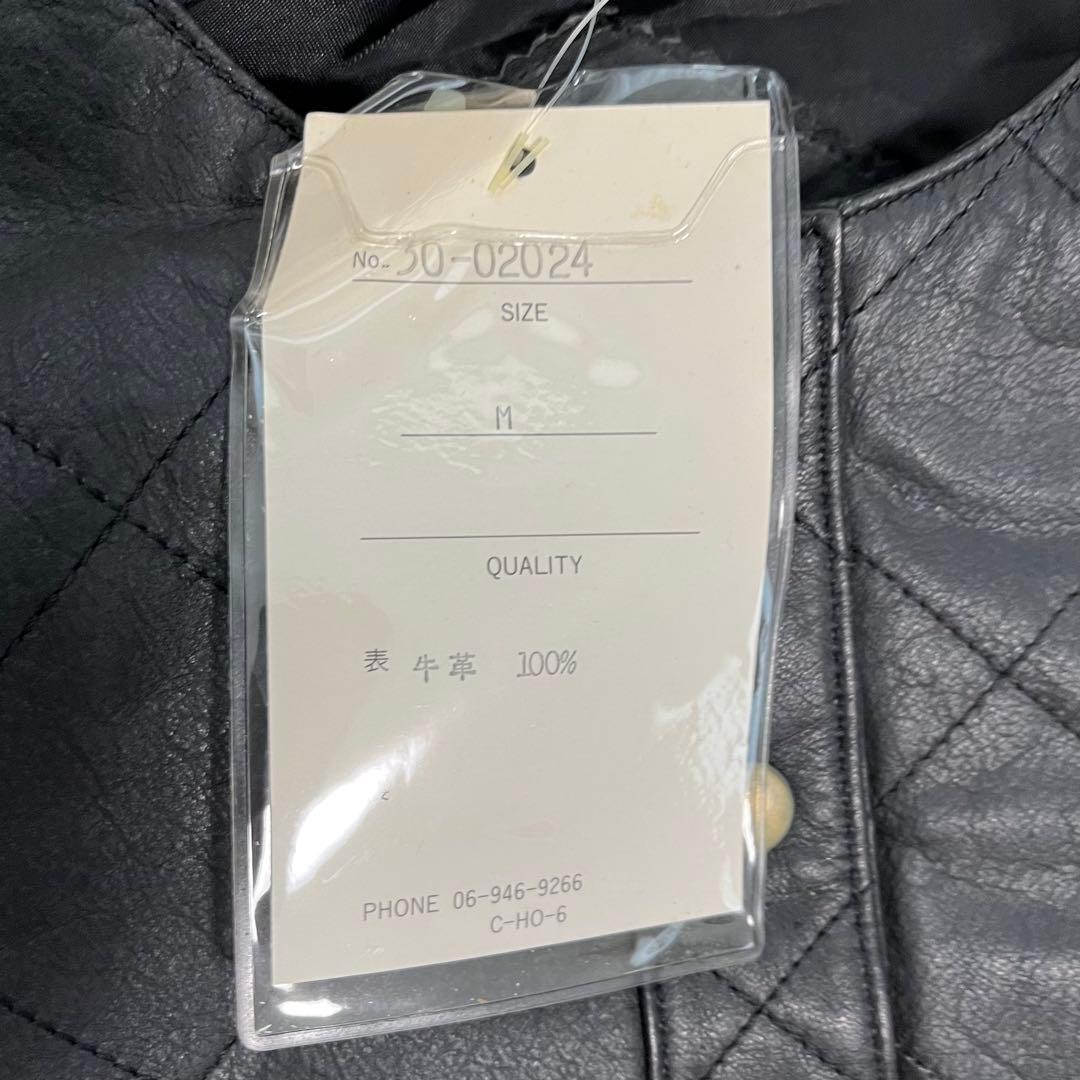 No. 30-02024
SIZE
M
QUALITY
表 牛革 100%
PHONE 06-946-9266
C-HO-6